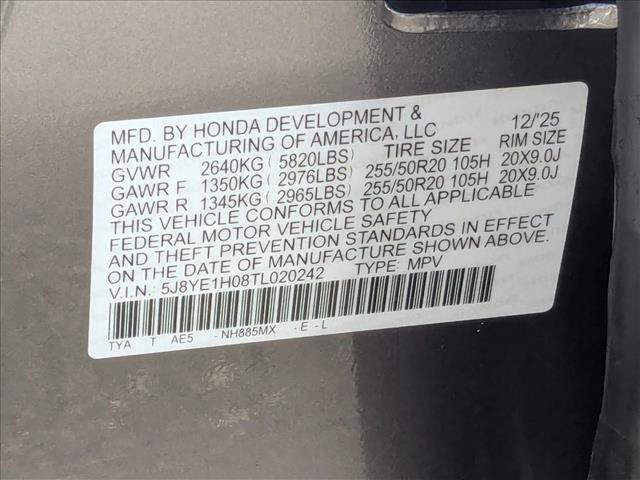 MFD. BY HONDA DEVELOPMENT &
MANUFACTURING OF AMERICA, LLC 12/'25
GVWR 2640KG ( 5820LBS) TIRE SIZE RIM SIZE
GAWR F 1350KG ( 2976LBS) 255/50R20 105H 20X9.0J
GAWR R 1345KG ( 2965LBS) 255/50R20 105H 20X9.0J
THIS VEHICLE CONFORMS TO ALL APPLICABLE
FEDERAL MOTOR VEHICLE SAFETY
AND THEFT PREVENTION STANDARDS IN EFFECT
ON THE DATE OF MANUFACTURE SHOWN ABOVE.
V.I.N. 5J8YE1H08TL020242 TYPE: MPV
TYA T AE5 - NH885MX - E - L